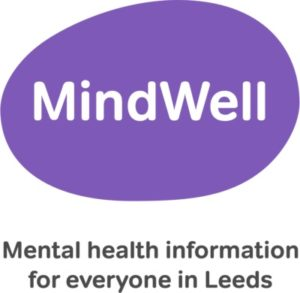 MindWell
Mental health information
for everyone in Leeds